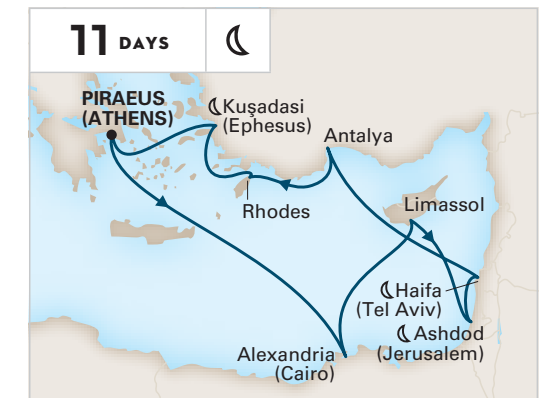 11 DAYS
PIRAEUS
(ATHENS)
Kuşadasi
(Ephesus)
Antalya
Rhodes
Limassol
Haifa
(Tel Aviv)
Ashdod
(Jerusalem)
Alexandria
(Cairo)